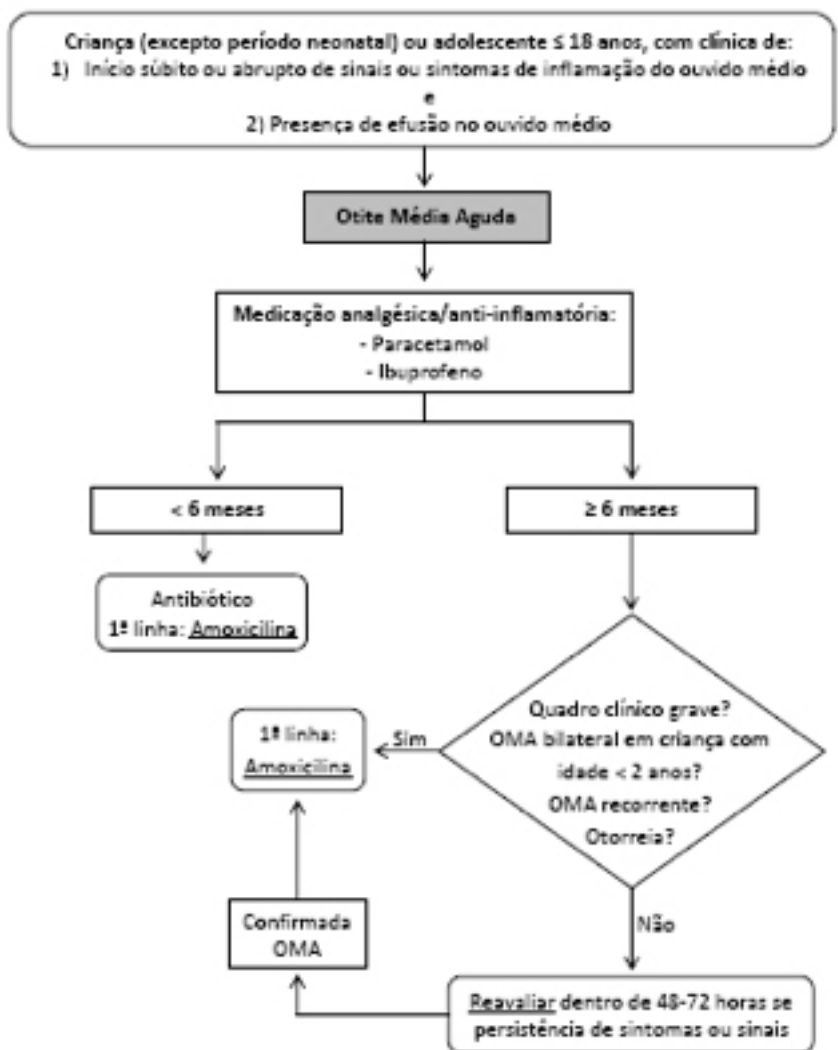 Criança (excepto período neonatal) ou adolescente ≤ 18 anos, com clínica de:
1) Início súbito ou abrupto de sinais ou sintomas de inflamação do ouvido médio
e
2) Presença de efusão no ouvido médio
Otite Média Aguda
Medicação analgésica/anti-inflamatória:
- Paracetamol
- Ibuprofeno
< 6 meses
≥ 6 meses
Antibiótico
1ª linha: Amoxicilina
Quadro clínico grave?
OMA bilateral em criança com
idade < 2 anos?
OMA recorrente?
Otorreia?
Sim
1ª linha:
Amoxicilina
Confirmada
OMA
Não
Reavaliar dentro de 48-72 horas se
persistência de sintomas ou sinais